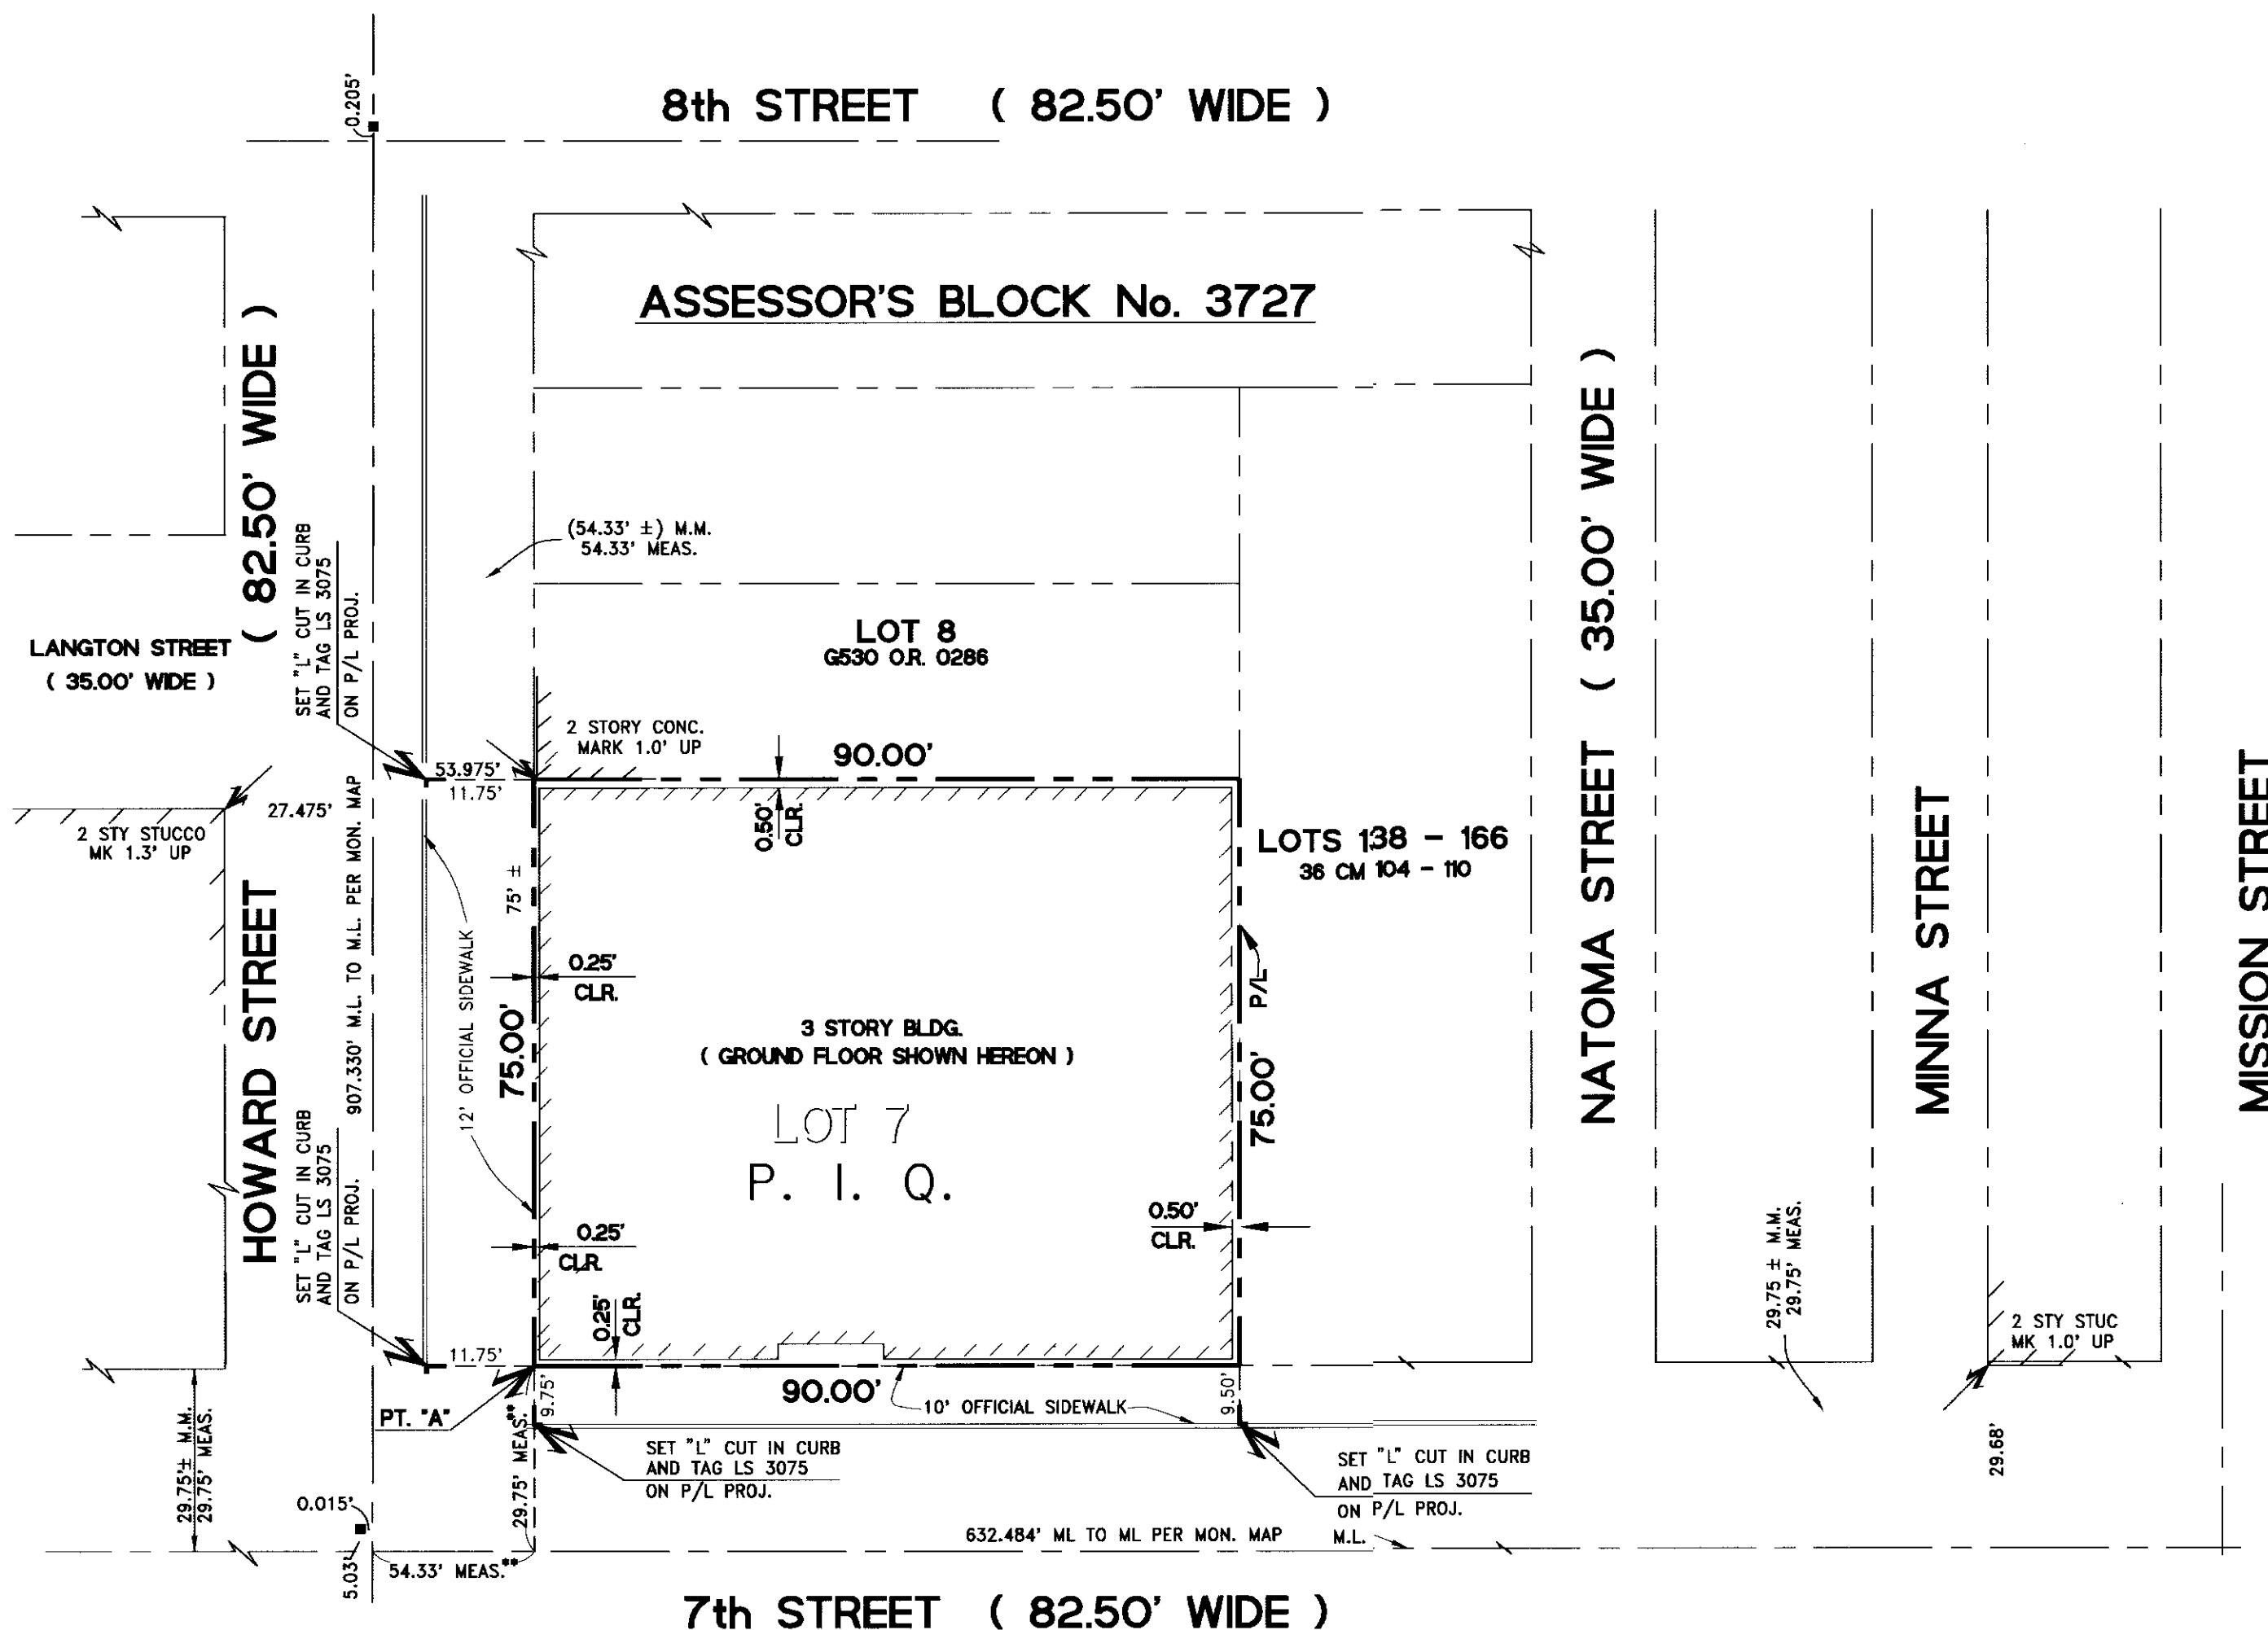 0.205'
8th STREET ( 82.50' WIDE )
ASSESSOR'S BLOCK No. 3727
( 82.50' WIDE )
HOWARD STREET
LANGTON STREET
( 35.00' WIDE )
SET "L" CUT IN CURB
AND TAG LS 3075
ON P/L PROJ.
(54.33' ±) M.M.
54.33' MEAS.
LOT 8
G530 O.R. 0286
2 STORY CONC.
MARK 1.0' UP
90.00'
53.975'
11.75'
27.475'
2 STY STUCCO
MK 1.3' UP
907.330' M.L. TO M.L. PER MON. MAP
12' OFFICIAL SIDEWALK
75' ±
75.00'
0.50'
CLR.
0.25'
CLR.
3 STORY BLDG.
( GROUND FLOOR SHOWN HEREON )
LOT 7
P. I. Q.
P/L
75.00'
LOTS 138 - 166
36 CM 104 - 110
NATOMA STREET ( 35.00' WIDE )
MINNA STREET
MISSION STREET
SET "L" CUT IN CURB
AND TAG LS 3075
ON P/L PROJ.
0.25'
CLR.
0.25'
CLR.
0.50'
CLR.
11.75'
PT. "A"
90.00'
9.75'
10' OFFICIAL SIDEWALK
9.50'
29.75 ± M.M.
29.75' MEAS.
2 STY STUC
MK 1.0' UP
29.68'
29.75'± M.M.
29.75' MEAS.
29.75' MEAS.**
SET "L" CUT IN CURB
AND TAG LS 3075
ON P/L PROJ.
SET "L" CUT IN CURB
AND TAG LS 3075
ON P/L PROJ.
0.015'
5.03'
54.33' MEAS.**
632.484' ML TO ML PER MON. MAP
M.L.
7th STREET ( 82.50' WIDE )